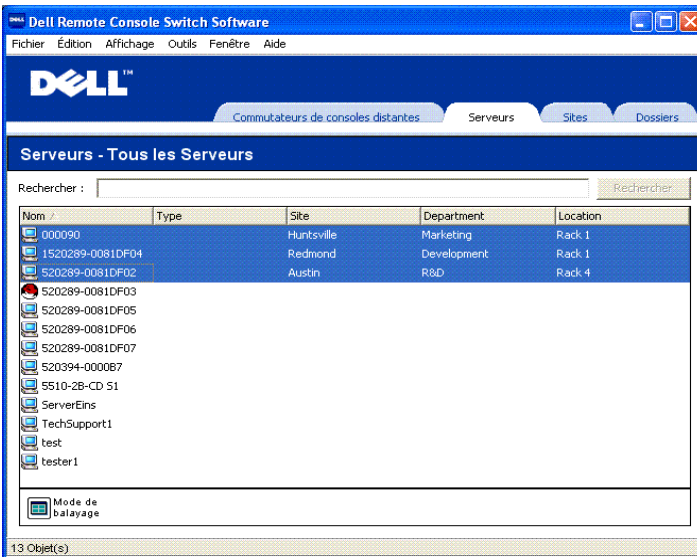 DELL Dell Remote Console Switch Software
Fichier Édition Affichage Outils Fenêtre Aide
DELL™
Commutateurs de consoles distantes Serveurs Sites Dossiers
Serveurs - Tous les Serveurs
Rechercher : Rechercher
Nom Type Site Department Location
000090 Huntsville Marketing Rack 1
1520289-0081DF04 Redmond Development Rack 1
520289-0081DF02 Austin R&D Rack 4
520289-0081DF03
520289-0081DF05
520289-0081DF06
520289-0081DF07
520394-0000B7
5510-2B-CD S1
ServerEins
TechSupport1
test
tester1
Mode de
balayage
13 Objet(s)